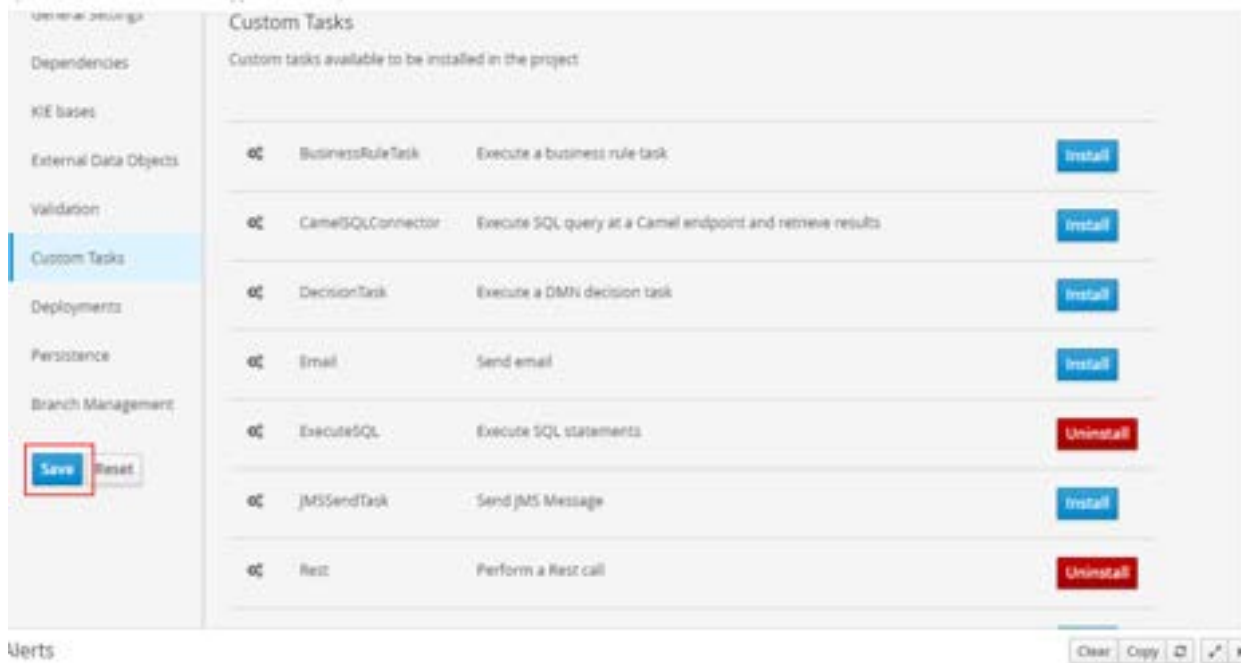 General Settings
Custom Tasks
Dependencies
Custom tasks available to be installed in the project
KIE bases
External Data Objects
BusinessRuleTask Execute a business rule task Install
Validation
CamelSQLConnector Execute SQL query at a Camel endpoint and retrieve results Install
Custom Tasks
DecisionTask Execute a DMN decision task Install
Deployments
Persistence
Email Send email Install
Branch Management
ExecuteSQL Execute SQL statements Uninstall
Save Reset
JMSSendTask Send JMS Message Install
Rest Perform a Rest call Uninstall
Alerts
Clear Copy